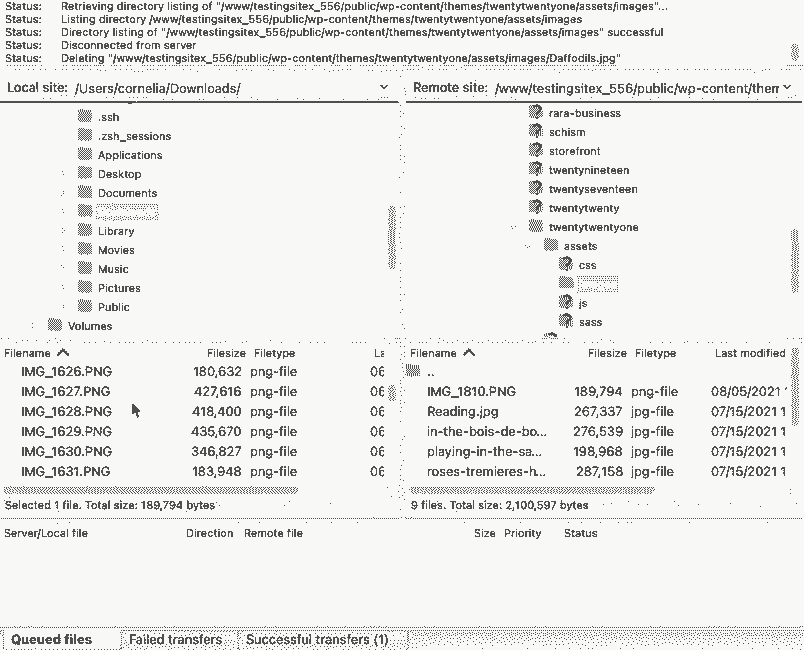 Status: Retrieving directory listing of "/www/testingsitex_556/public/wp-content/themes/twentytwentyone/assets/images"...
Status: Listing directory /www/testingsitex_556/public/wp-content/themes/twentytwentyone/assets/images
Status: Directory listing of "/www/testingsitex_556/public/wp-content/themes/twentytwentyone/assets/images" successful
Status: Disconnected from server
Status: Deleting "/www/testingsitex_556/public/wp-content/themes/twentytwentyone/assets/images/Daffodils.jpg"
Local site: /Users/cornelia/Downloads/
.ssh
.zsh_sessions
Applications
Desktop
Documents
Library
Movies
Music
Pictures
Public
Volumes
Remote site: /www/testingsitex_556/public/wp-content/them
rara-business
schism
storefront
twentynineteen
twentyseventeen
twentytwenty
twentytwentyone
assets
css
js
sass
Filename Filesize Filetype La
IMG_1626.PNG 180,632 png-file 06
IMG_1627.PNG 427,616 png-file 06
IMG_1628.PNG 418,400 png-file 06
IMG_1629.PNG 435,670 png-file 06
IMG_1630.PNG 346,827 png-file 06
IMG_1631.PNG 183,948 png-file 06
Selected 1 file. Total size: 189,794 bytes
Filename Filesize Filetype Last modified
..
IMG_1810.PNG 189,794 png-file 08/05/2021
Reading.jpg 267,337 jpg-file 07/15/2021 1
in-the-bois-de-bo... 276,539 jpg-file 07/15/2021 1
playing-in-the-sa... 198,968 jpg-file 07/15/2021 1
roses-tremieres-h... 287,158 jpg-file 07/15/2021 1
9 files. Total size: 2,100,597 bytes
Server/Local file Direction Remote file Size Priority Status
Queued files Failed transfers Successful transfers (1)